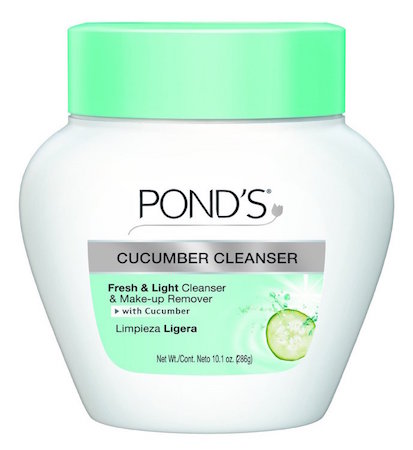 POND'S®
CUCUMBER CLEANSER
Fresh & Light Cleanser
& Make-up Remover
▸ with Cucumber
Limpieza Ligera
Net Wt./Cont. Neto 10.1 oz. (286g)